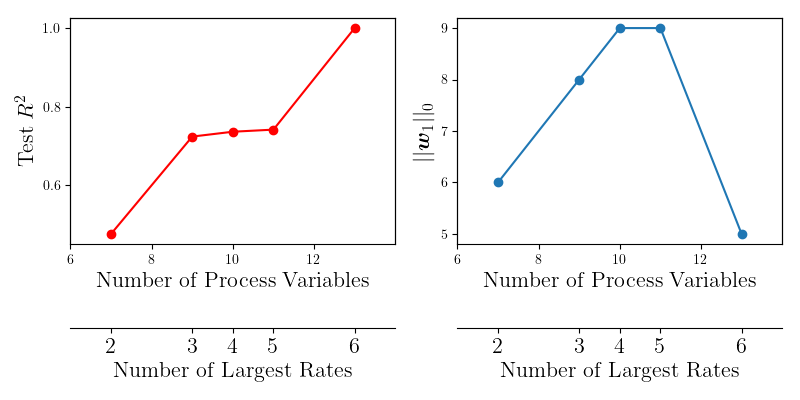 1.0
0.8
0.6
Test R²
6 8 10 12
Number of Process Variables
2 3 4 5 6
Number of Largest Rates
9
8
7
6
5
||w₁||₀
6 8 10 12
Number of Process Variables
2 3 4 5 6
Number of Largest Rates